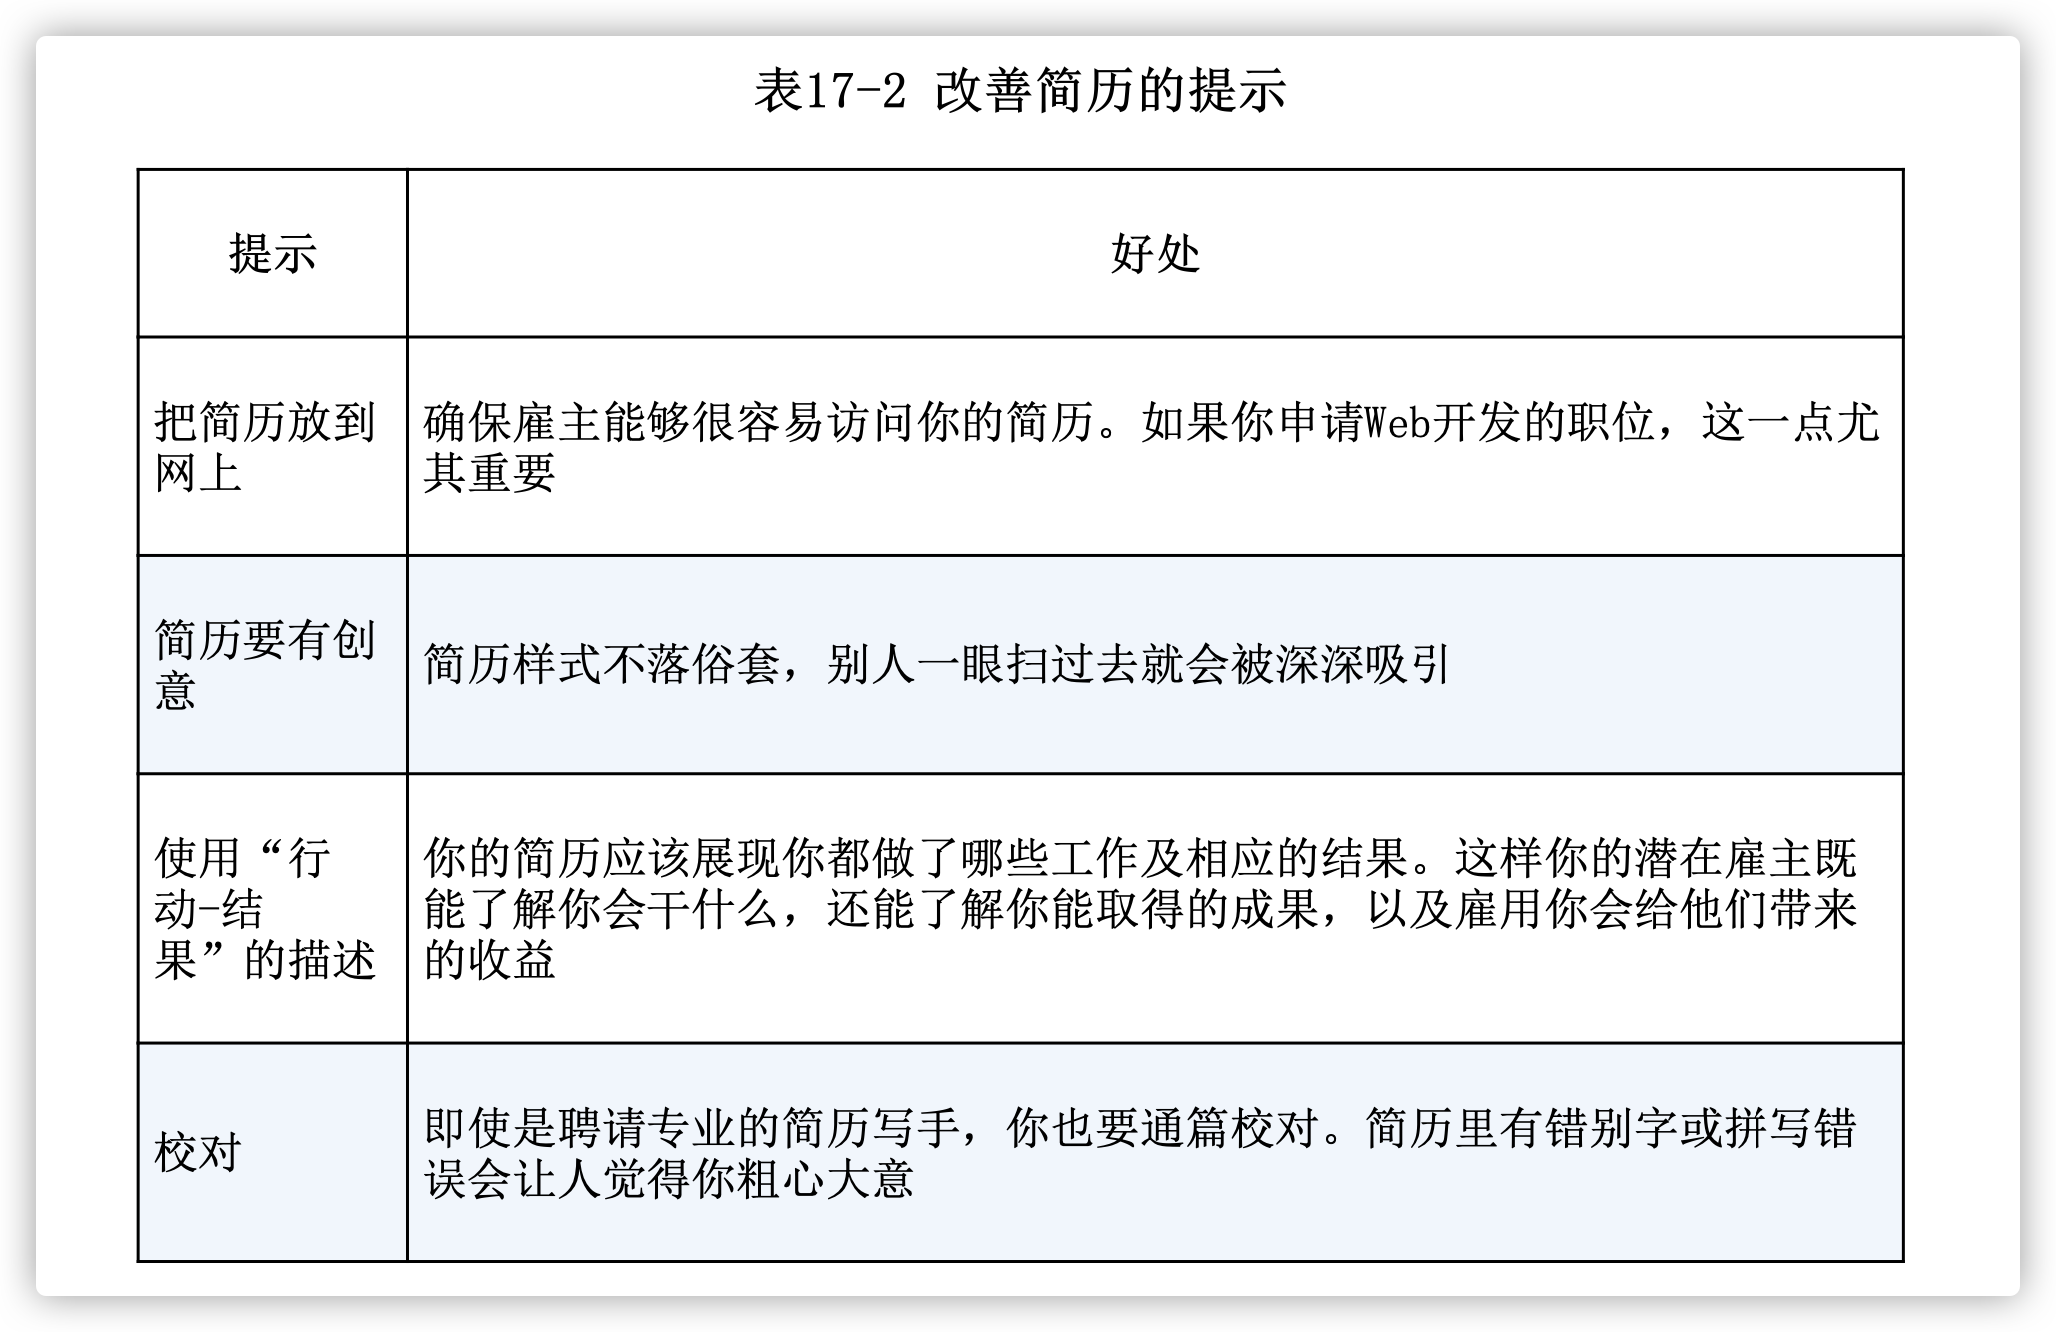 表17-2 改善简历的提示
提示
好处
把简历放到
网上
确保雇主能够很容易访问你的简历。如果你申请Web开发的职位，这一点尤
其重要
简历要有创
意
简历样式不落俗套，别人一眼扫过去就会被深深吸引
使用“行
动-结
果”的描述
你的简历应该展现你都做了哪些工作及相应的结果。这样你的潜在雇主既
能了解你会干什么，还能了解你能取得的成果，以及雇用你会给他们带来
的收益
校对
即使是聘请专业的简历写手，你也要通篇校对。简历里有错别字或拼写错
误会让人觉得你粗心大意